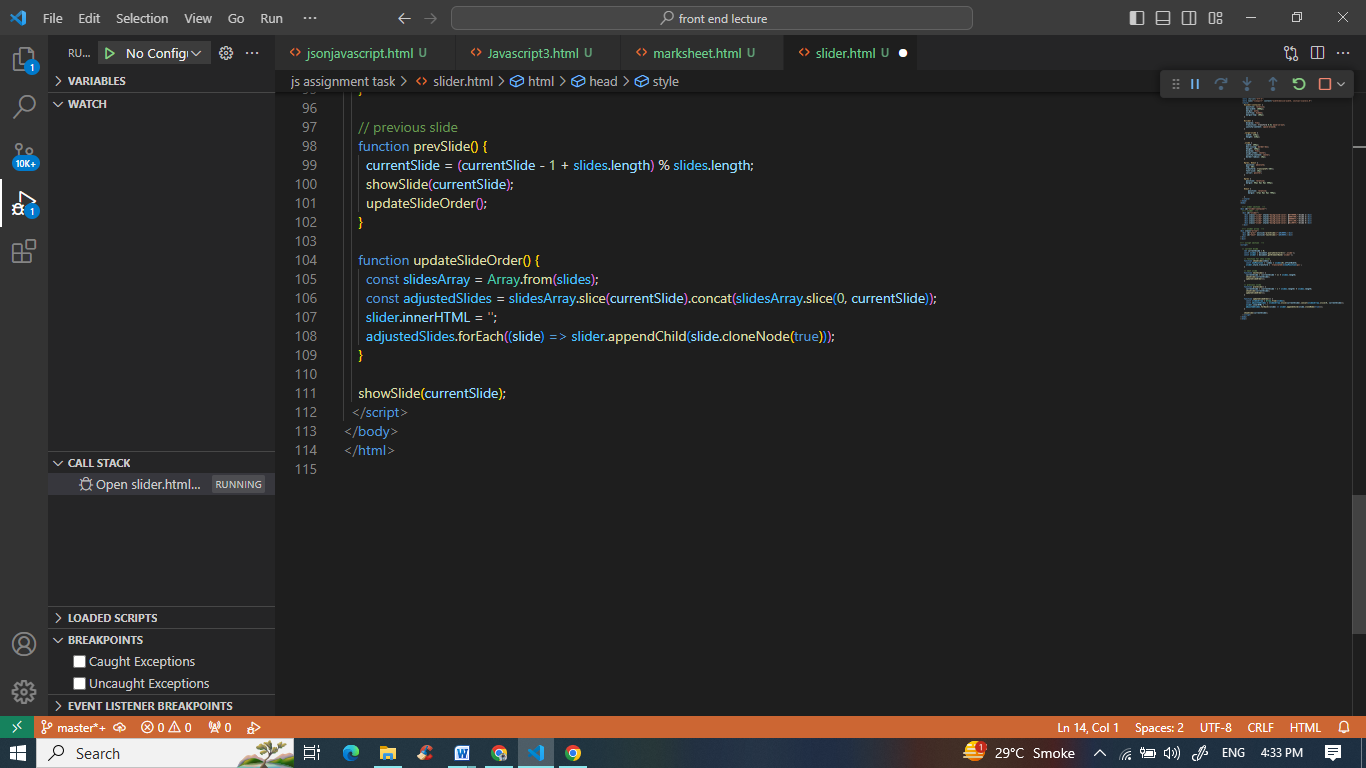 File Edit Selection View Go Run ··· front end lecture
RU... No Config ···
jsonjavascript.html U Javascript3.html U marksheet.html U slider.html U
js assignment task > slider.html > html > head > style
VARIABLES
WATCH
96
97 // previous slide
98 function prevSlide() {
99 currentSlide = (currentSlide - 1 + slides.length) % slides.length;
100 showSlide(currentSlide);
101 updateSlideOrder();
102 }
103
104 function updateSlideOrder() {
105 const slidesArray = Array.from(slides);
106 const adjustedSlides = slidesArray.slice(currentSlide).concat(slidesArray.slice(0, currentSlide));
107 slider.innerHTML = '';
108 adjustedSlides.forEach((slide) => slider.appendChild(slide.cloneNode(true)));
109 }
110
111 showSlide(currentSlide);
112 </script>
113 </body>
114 </html>
115
1
10K+
1
CALL STACK
Open slider.html... RUNNING
LOADED SCRIPTS
BREAKPOINTS
Caught Exceptions
Uncaught Exceptions
EVENT LISTENER BREAKPOINTS
master*+ 0 0 0 Ln 14, Col 1 Spaces: 2 UTF-8 CRLF HTML
Search 1 29°C Smoke ENG 4:33 PM